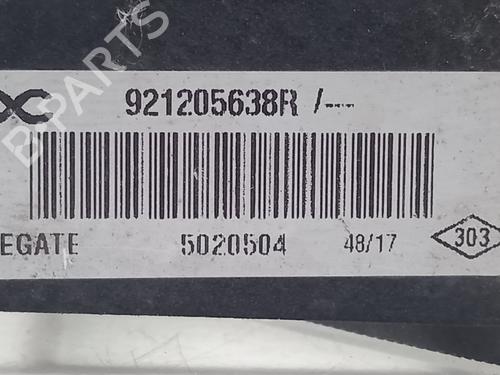 921205638R /---
EGATE 5020504 48/17 303
B-PARTS